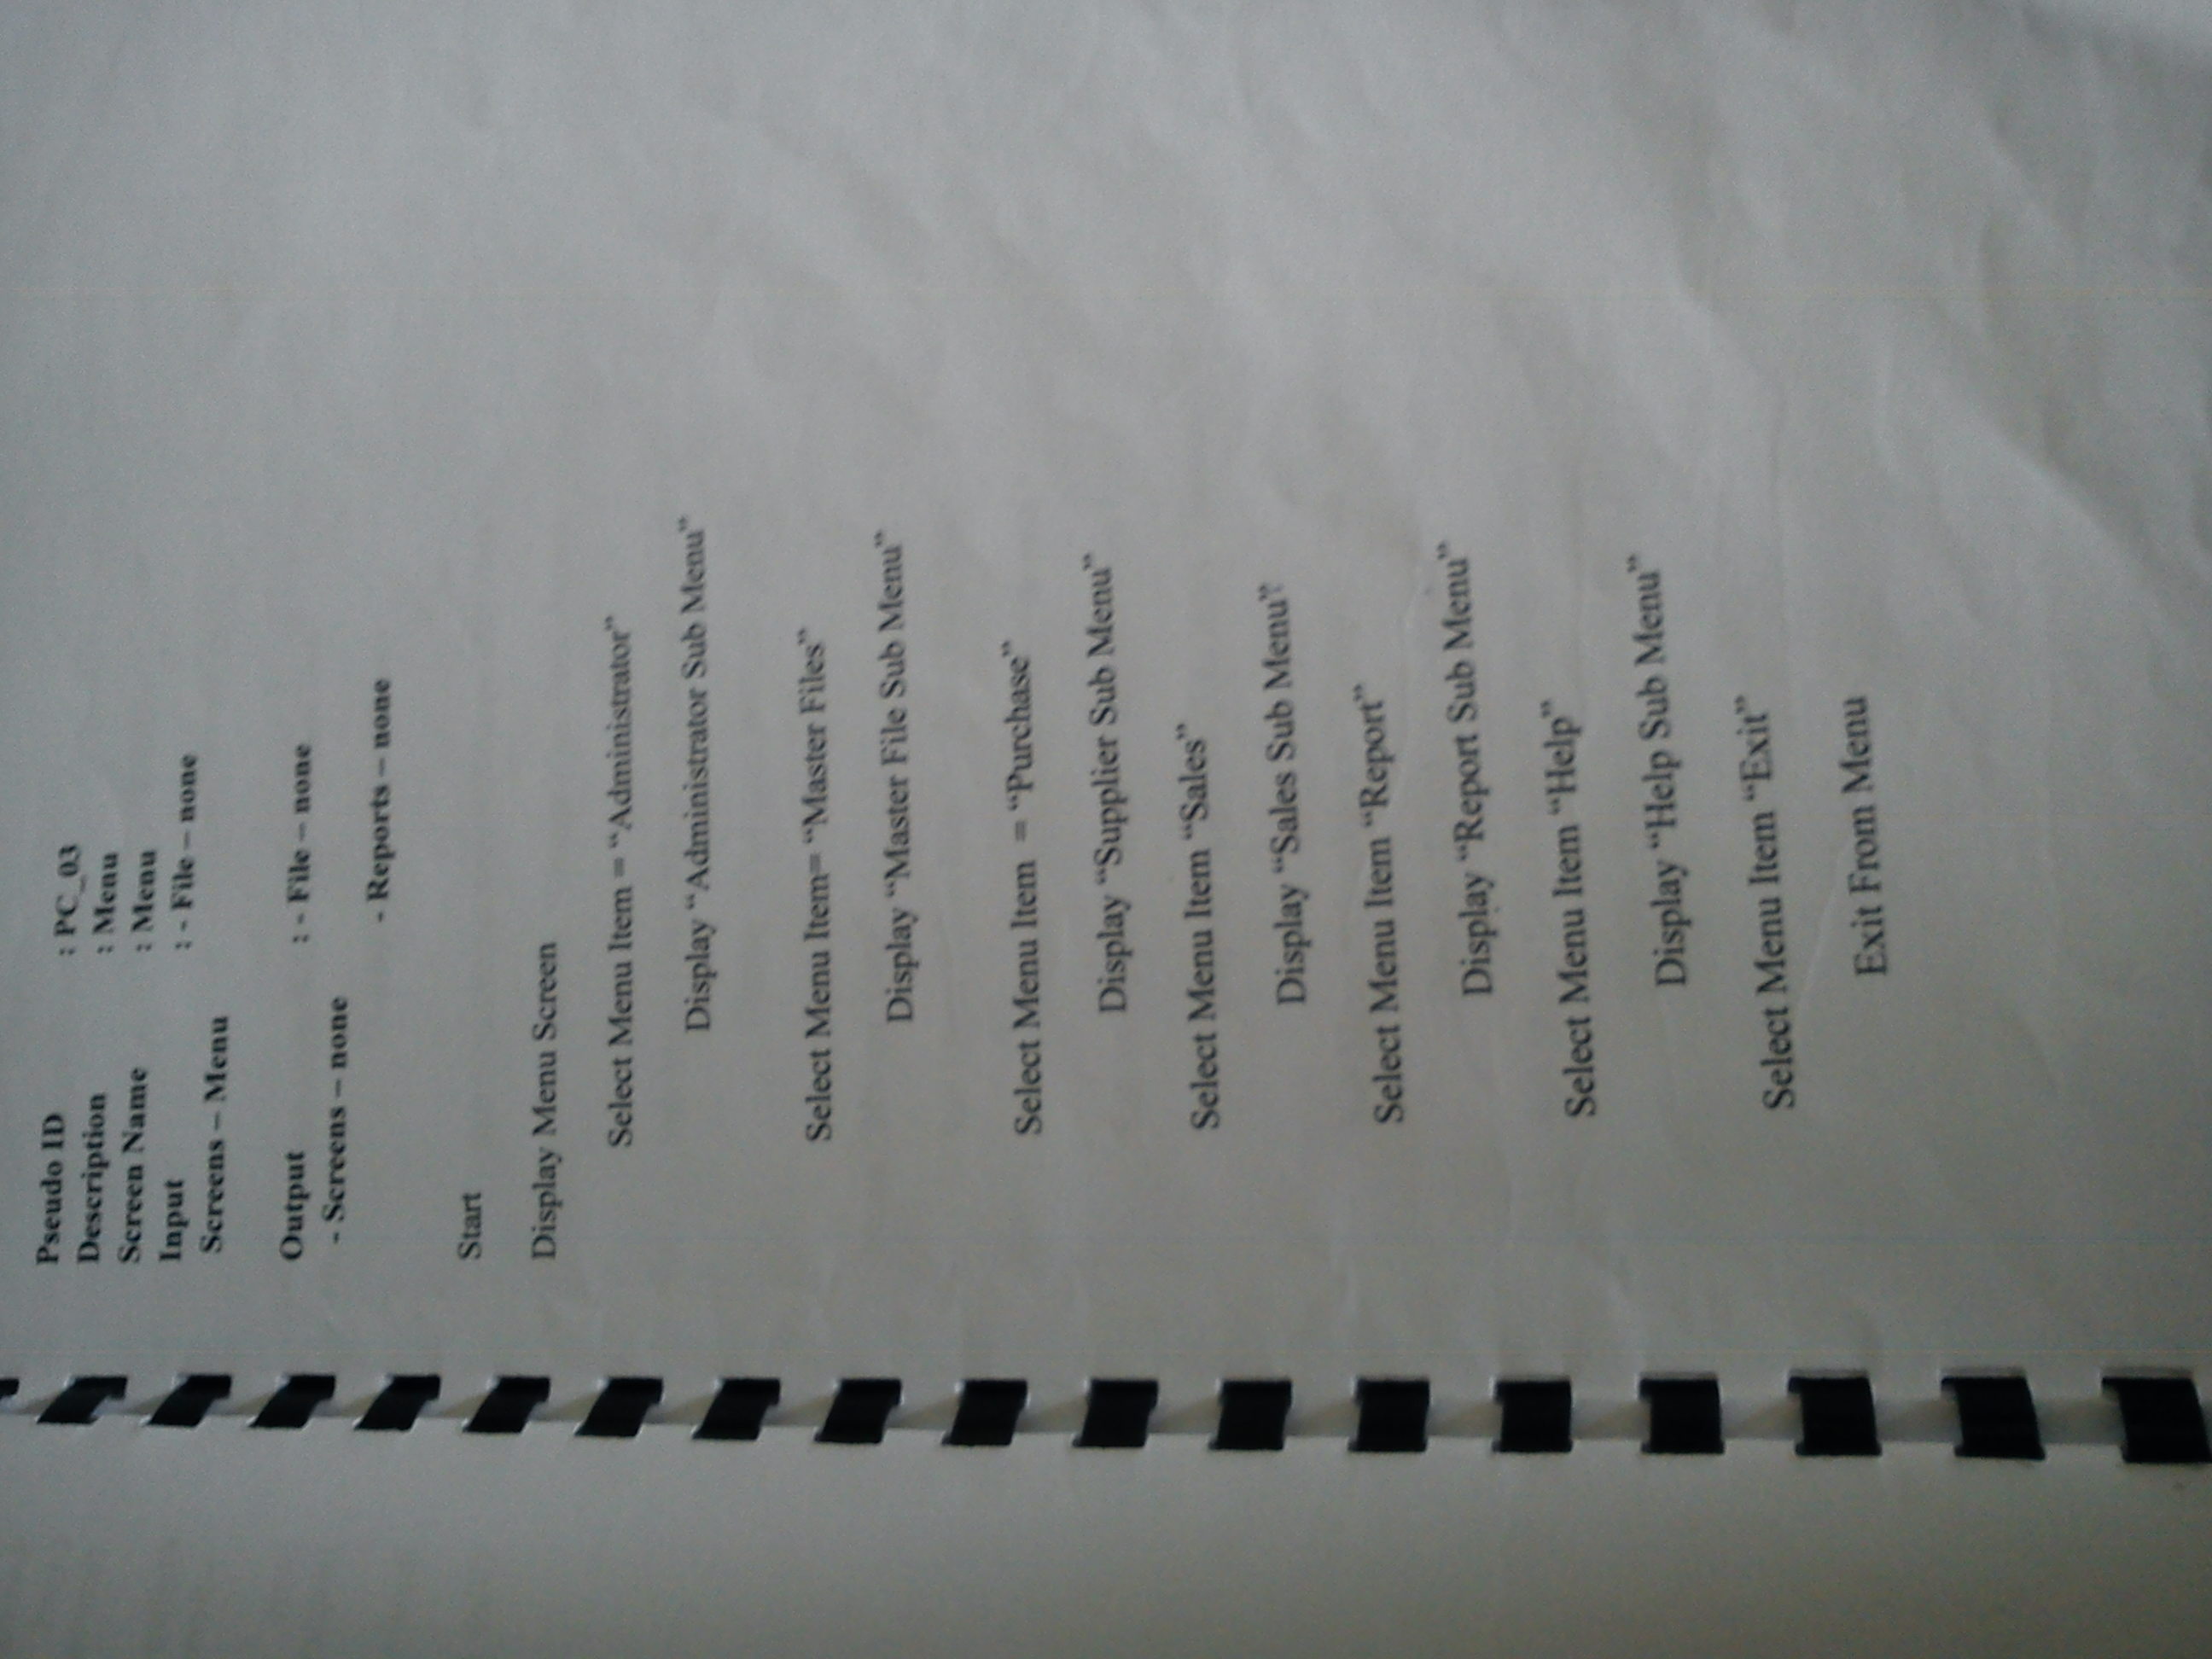 Pseudo ID : PC_03
Description : Menu
Screen Name : Menu
Input : - File – none
Screens – Menu
Output : - File – none
- Screens – none
- Reports – none
Start
Display Menu Screen
Select Menu Item = “Administrator”
Display “Administrator Sub Menu”
Select Menu Item= “Master Files”
Display “Master File Sub Menu”
Select Menu Item = “Purchase”
Display “Supplier Sub Menu”
Select Menu Item “Sales”
Display “Sales Sub Menu”
Select Menu Item “Report”
Display “Report Sub Menu”
Select Menu Item “Help”
Display “Help Sub Menu”
Select Menu Item “Exit”
Exit From Menu